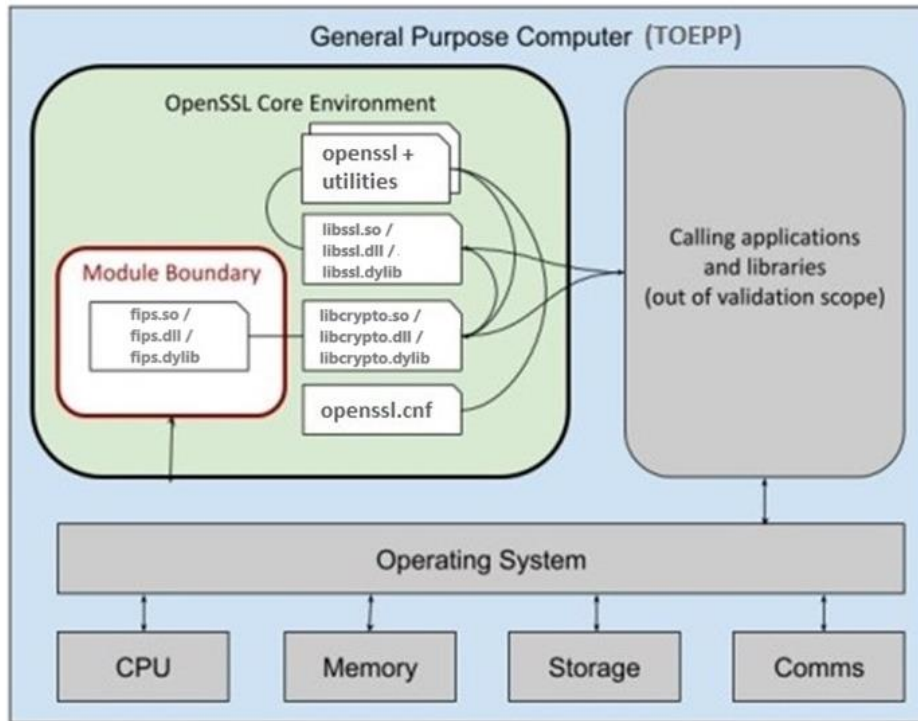 General Purpose Computer (TOEPP)
OpenSSL Core Environment
openssl +
utilities
libssl.so /
libssl.dll /
libssl.dylib
Module Boundary
fips.so /
fips.dll /
fips.dylib
libcrypto.so /
libcrypto.dll /
libcrypto.dylib
openssl.cnf
Calling applications
and libraries
(out of validation scope)
Operating System
CPU
Memory
Storage
Comms